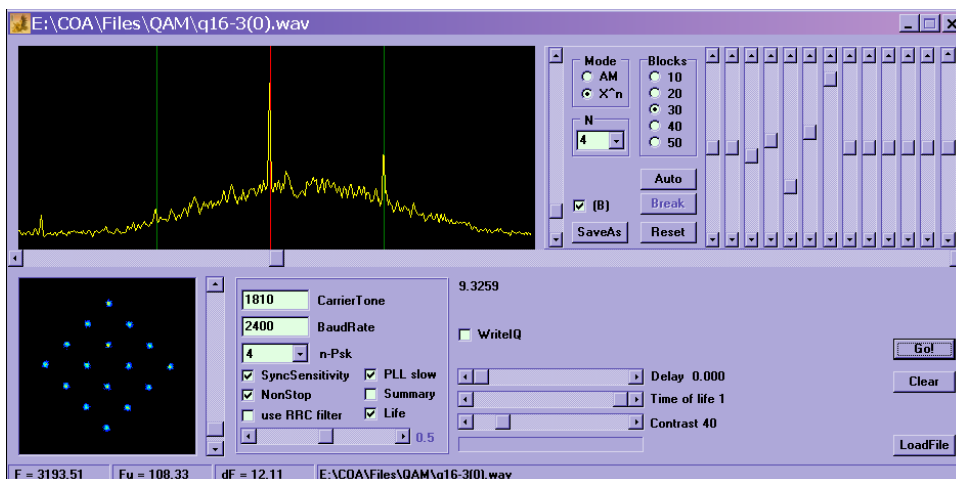 E:\COA\Files\QAM\q16-3(0).wav
Mode
AM
X^n
N
4
(B)
SaveAs
Blocks
10
20
30
40
50
Auto
Break
Reset
1810 CarrierTone
2400 BaudRate
4 n-Psk
SyncSensitivity PLL slow
NonStop Summary
use RRC filter Life
0.5
9.3259
WriteIQ
Delay 0.000
Time of life 1
Contrast 40
Go!
Clear
LoadFile
F = 3193.51 Fu = 108.33 dF = 12.11 E:\COA\Files\QAM\q16-3(0).wav